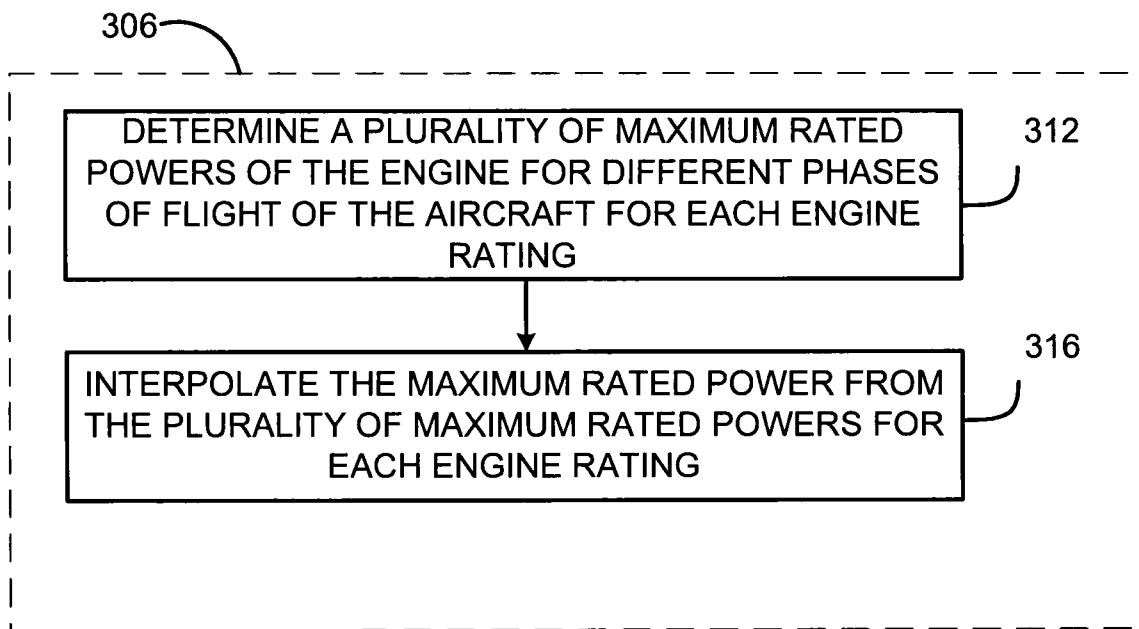 306
DETERMINE A PLURALITY OF MAXIMUM RATED
POWERS OF THE ENGINE FOR DIFFERENT PHASES
OF FLIGHT OF THE AIRCRAFT FOR EACH ENGINE
RATING
312
INTERPOLATE THE MAXIMUM RATED POWER FROM
THE PLURALITY OF MAXIMUM RATED POWERS FOR
EACH ENGINE RATING
316